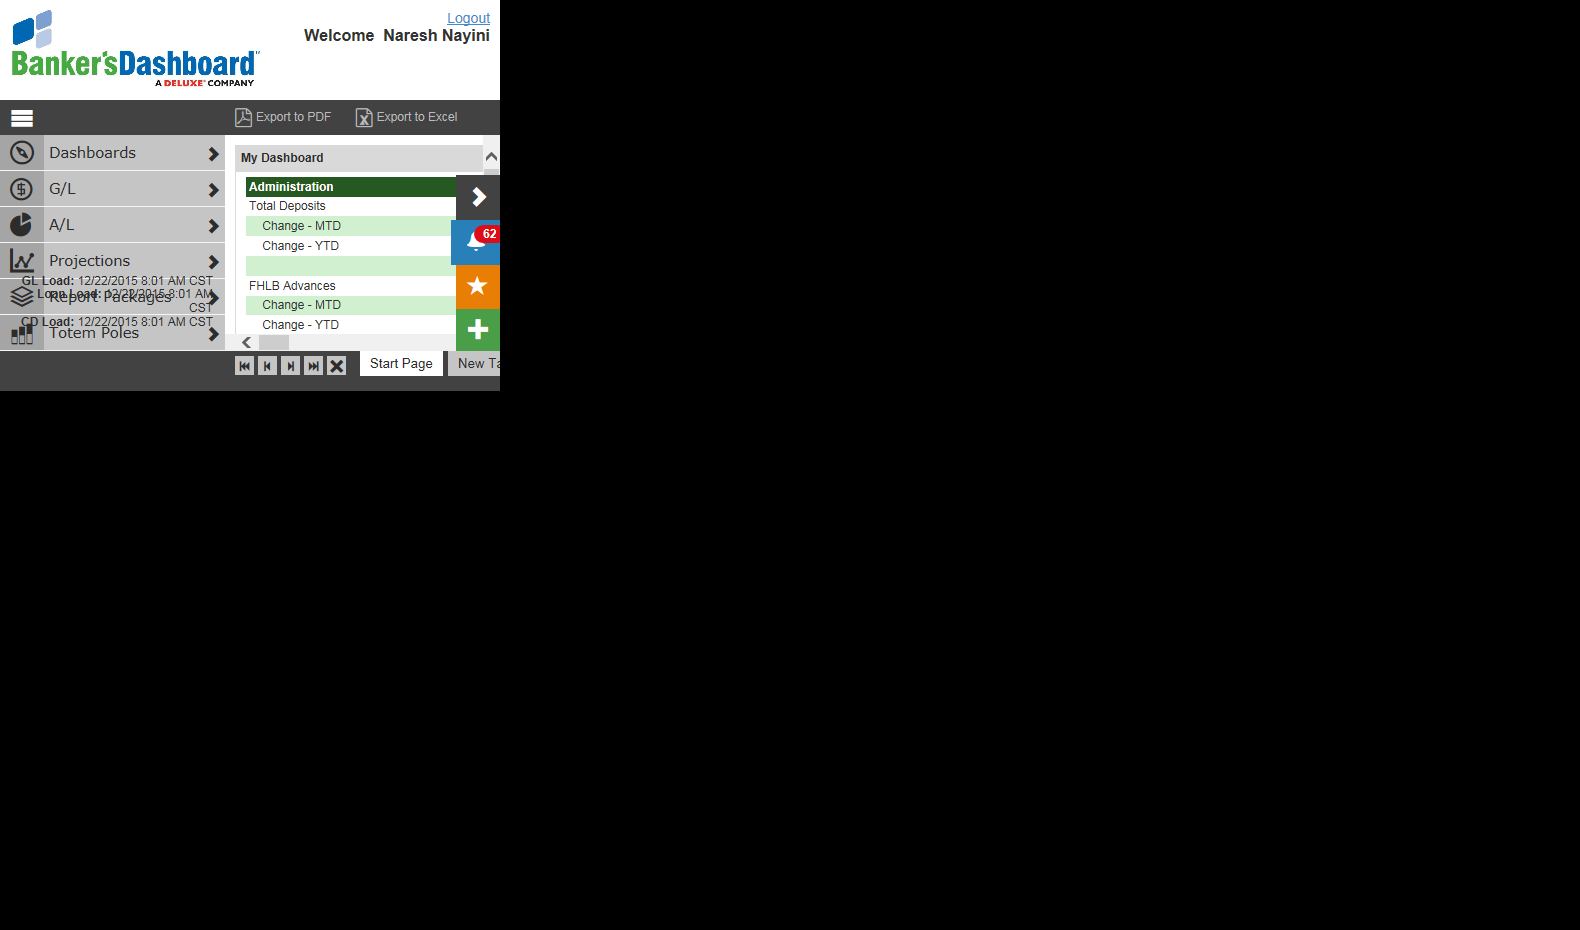 Logout
Welcome Naresh Nayini
Banker'sDashboard™
A DELUXE® COMPANY
Export to PDF
Export to Excel
Dashboards
G/L
A/L
Projections
GL Load: 12/22/2015 8:01 AM CST
Report Packages
Loan Load: 12/22/2015 8:01 AM
CST
CD Load: 12/22/2015 8:01 AM CST
Totem Poles
My Dashboard
Administration
Total Deposits
Change - MTD
Change - YTD
FHLB Advances
Change - MTD
Change - YTD
62
Start Page
New Ta